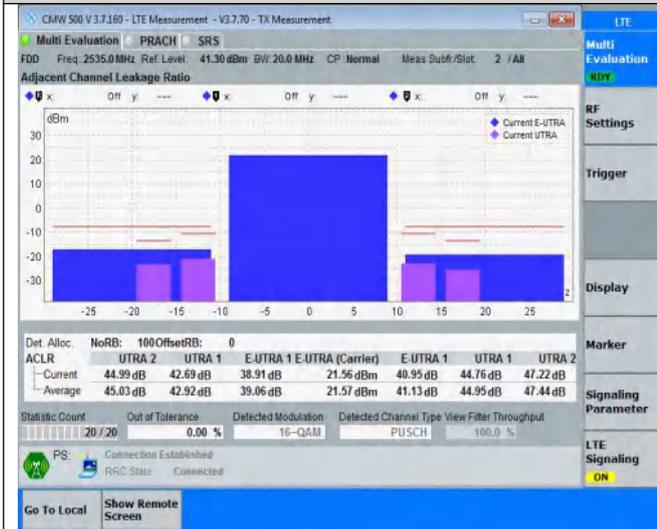 CMW 500 V 3.7.160 - LTE Measurement - V3.7.70 - TX Measurement
LTE
Multi Evaluation PRACH SRS
Multi Evaluation
RDY
FDD Freq.:2535.0 MHz Ref. Level: 41.30 dBm BW: 20.0 MHz CP :Normal Meas Subfr./Slot: 2 / All
Adjacent Channel Leakage Ratio
x: Off y: --- x: Off y: --- x: Off y: ---
dBm
Current E-UTRA
Current UTRA
30
20
10
0
-10
-20
-30
-25 -20 -15 -10 -5 0 5 10 15 20 25
RF Settings
Trigger
Display
Marker
Signaling Parameter
LTE Signaling
ON
Det. Alloc. NoRB: 100 OffsetRB: 0
ACLR UTRA 2 UTRA 1 E-UTRA 1 E-UTRA (Carrier) E-UTRA 1 UTRA 1 UTRA 2
Current 44.99 dB 42.69 dB 38.91 dB 21.56 dBm 40.95 dB 44.76 dB 47.22 dB
Average 45.03 dB 42.92 dB 39.06 dB 21.57 dBm 41.13 dB 44.95 dB 47.44 dB
Statistic Count Out of Tolerance Detected Modulation Detected Channel Type View Filter Throughput
20 / 20 0.00 % 16-QAM PUSCH 100.0 %
PS: Connection Established
RRC State Connected
Go To Local
Show Remote Screen